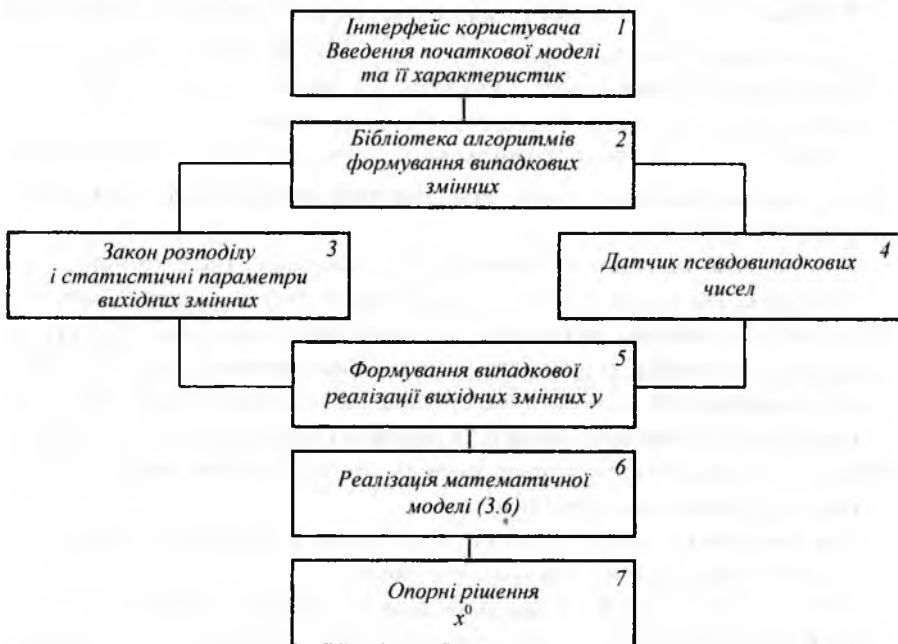 Інтерфейс користувача 1
Введення початкової моделі
та її характеристик
Бібліотека алгоритмів 2
формування випадкових
змінних
Закон розподілу 3
і статистичні параметри
вихідних змінних
Датчик псевдовипадкових 4
чисел
5
Формування випадкової
реалізації вихідних змінних у
6
Реалізація математичної
моделі (3.6)
7
Опорні рішення
x⁰